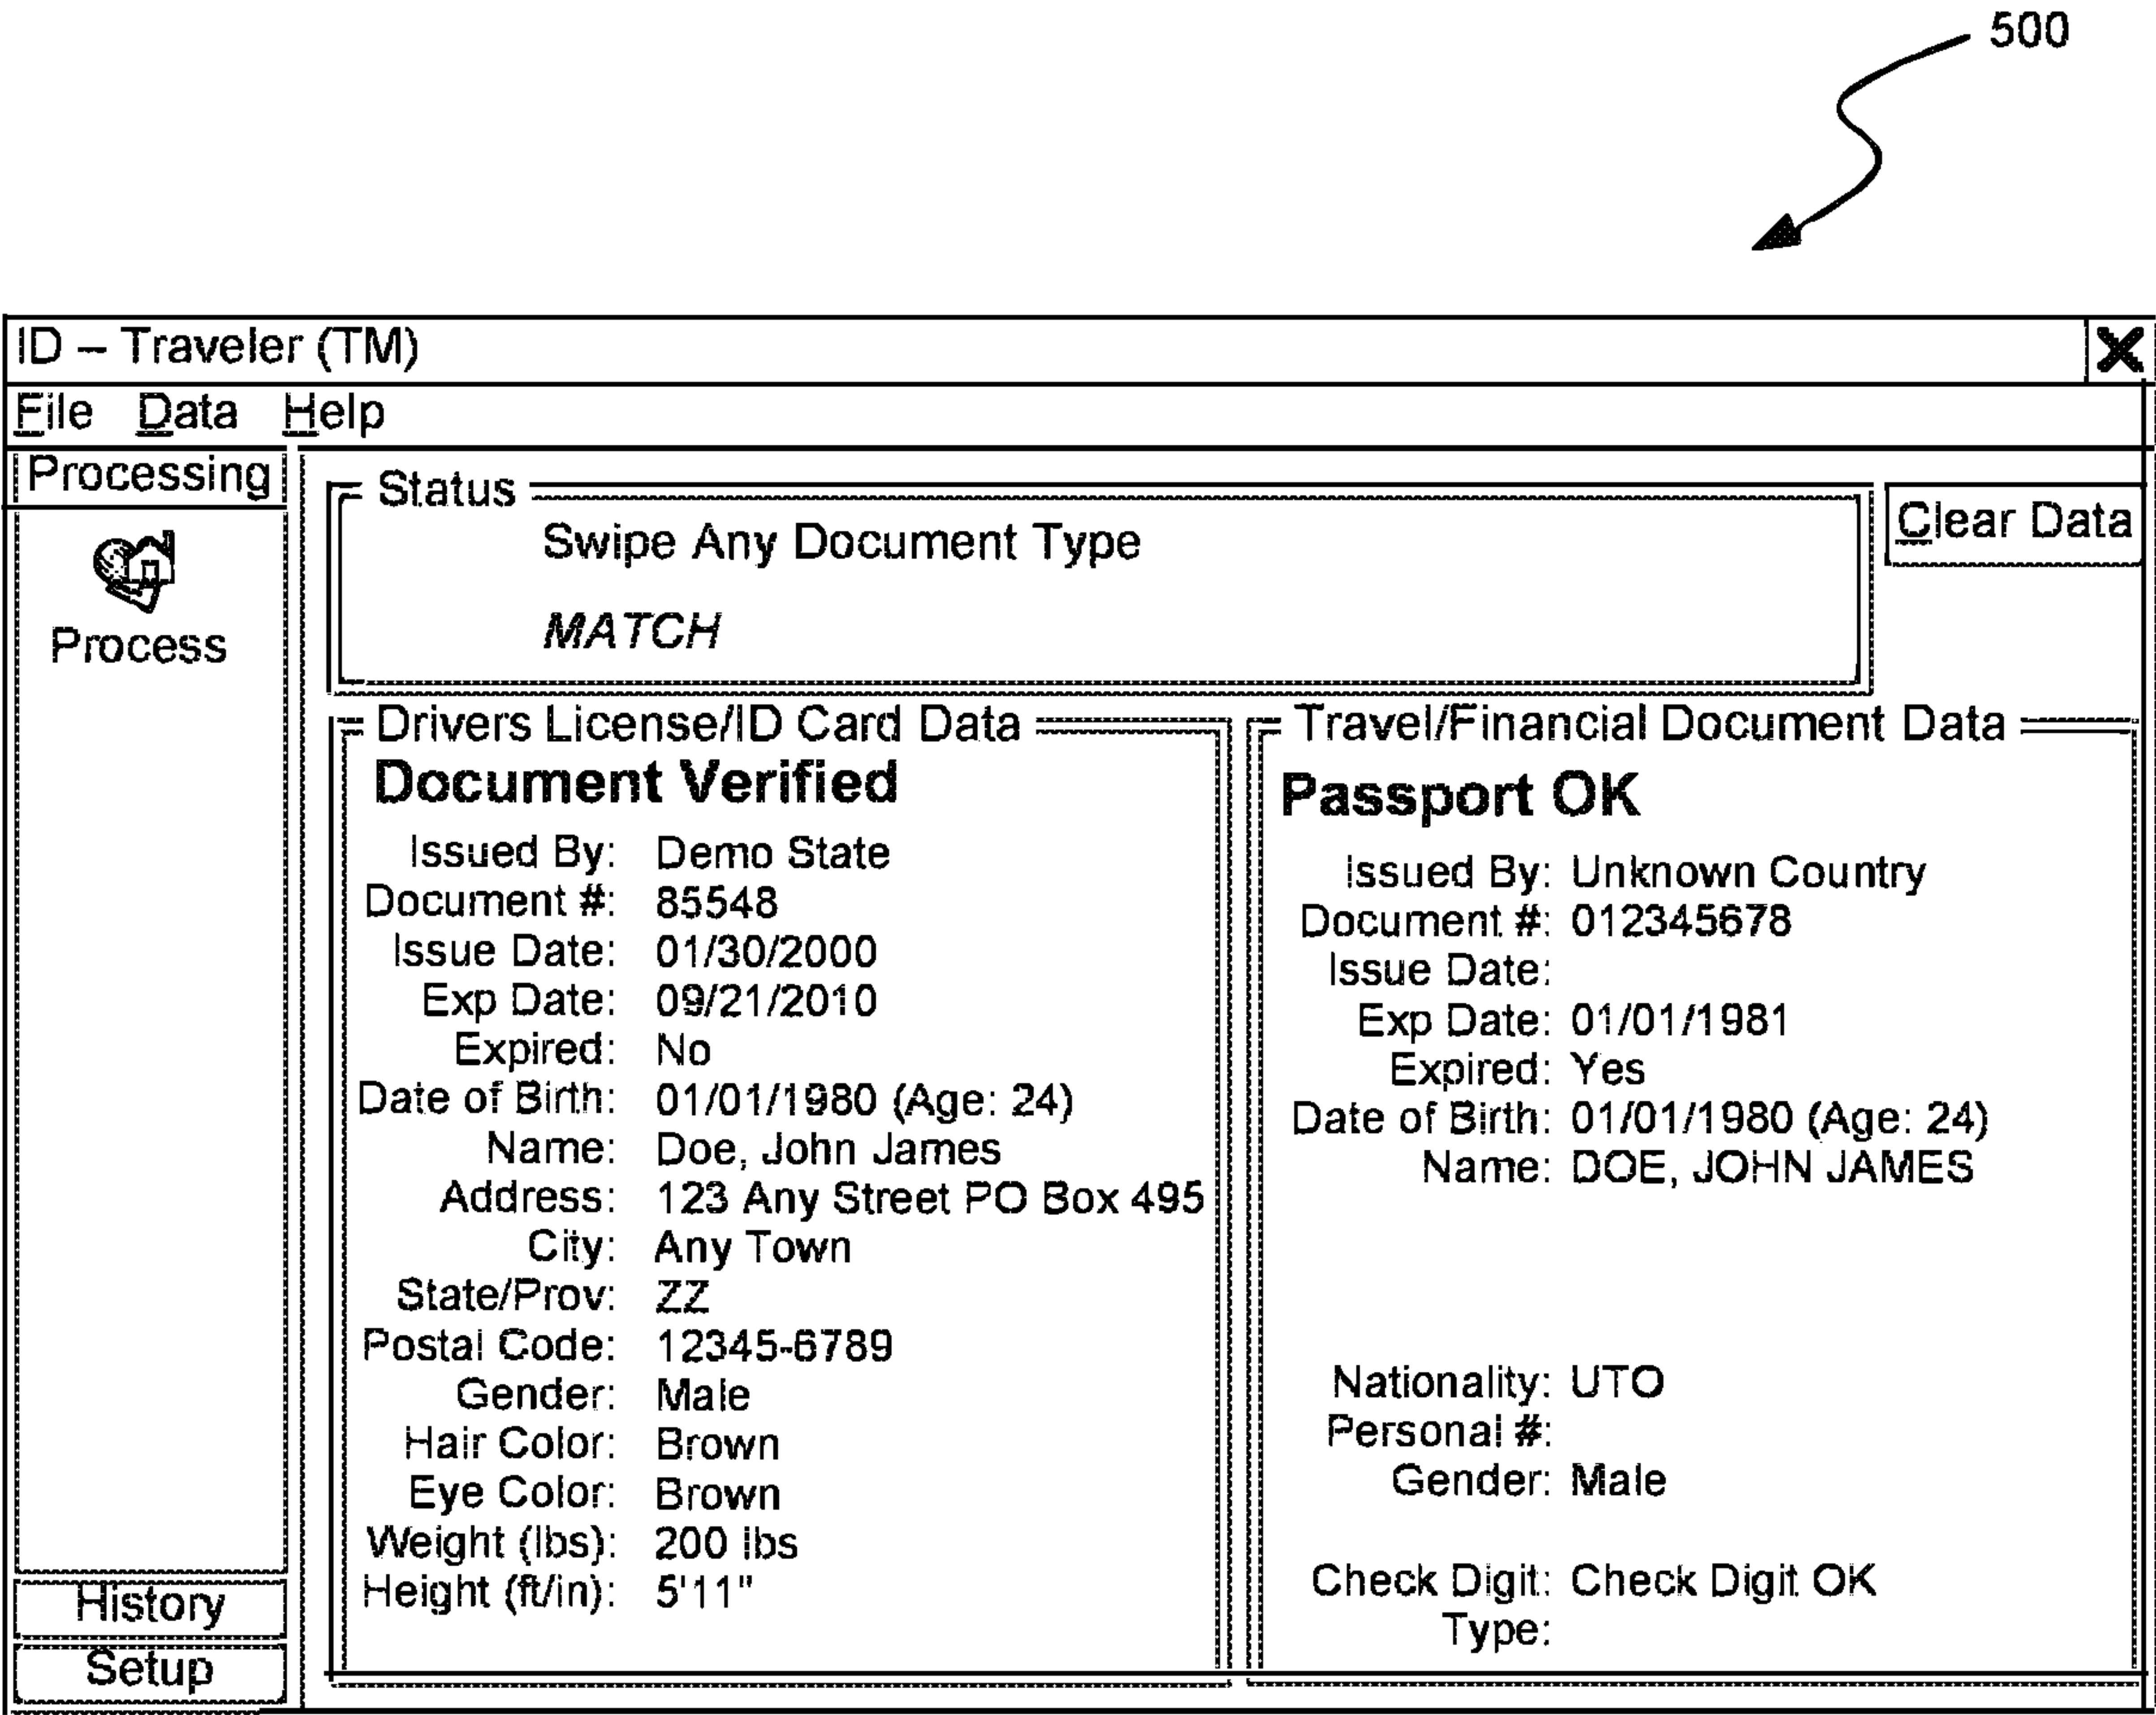 500
ID – Traveler (TM)
File Data Help
Processing
Process
History
Setup
Status
Swipe Any Document Type
MATCH
Clear Data
Drivers License/ID Card Data
Document Verified
Issued By: Demo State
Document #: 85548
Issue Date: 01/30/2000
Exp Date: 09/21/2010
Expired: No
Date of Birth: 01/01/1980 (Age: 24)
Name: Doe, John James
Address: 123 Any Street PO Box 495
City: Any Town
State/Prov: ZZ
Postal Code: 12345-6789
Gender: Male
Hair Color: Brown
Eye Color: Brown
Weight (lbs): 200 lbs
Height (ft/in): 5'11"
Travel/Financial Document Data
Passport OK
Issued By: Unknown Country
Document #: 012345678
Issue Date:
Exp Date: 01/01/1981
Expired: Yes
Date of Birth: 01/01/1980 (Age: 24)
Name: DOE, JOHN JAMES
Nationality: UTO
Personal #:
Gender: Male
Check Digit: Check Digit OK
Type: